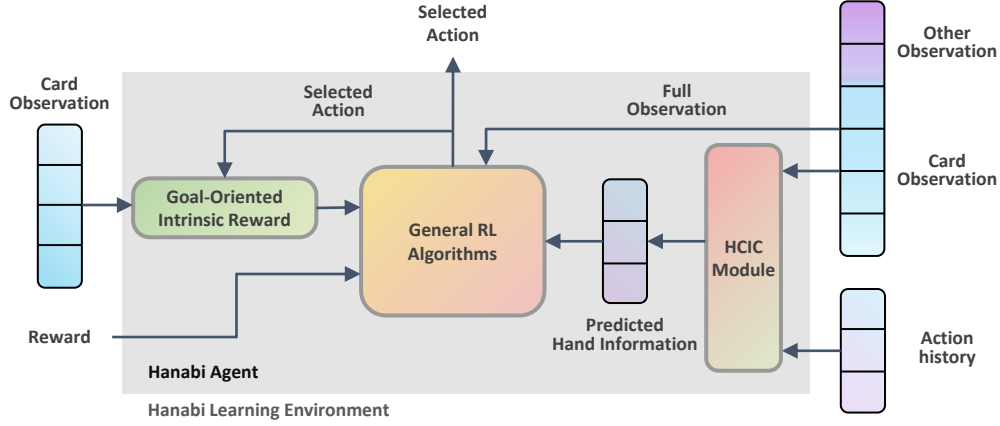 Selected
Action
Other
Observation
Card
Observation
Selected
Action
Full
Observation
Card
Observation
Goal-Oriented
Intrinsic Reward
General RL
Algorithms
HCIC
Module
Predicted
Hand Information
Reward
Action
history
Hanabi Agent
Hanabi Learning Environment